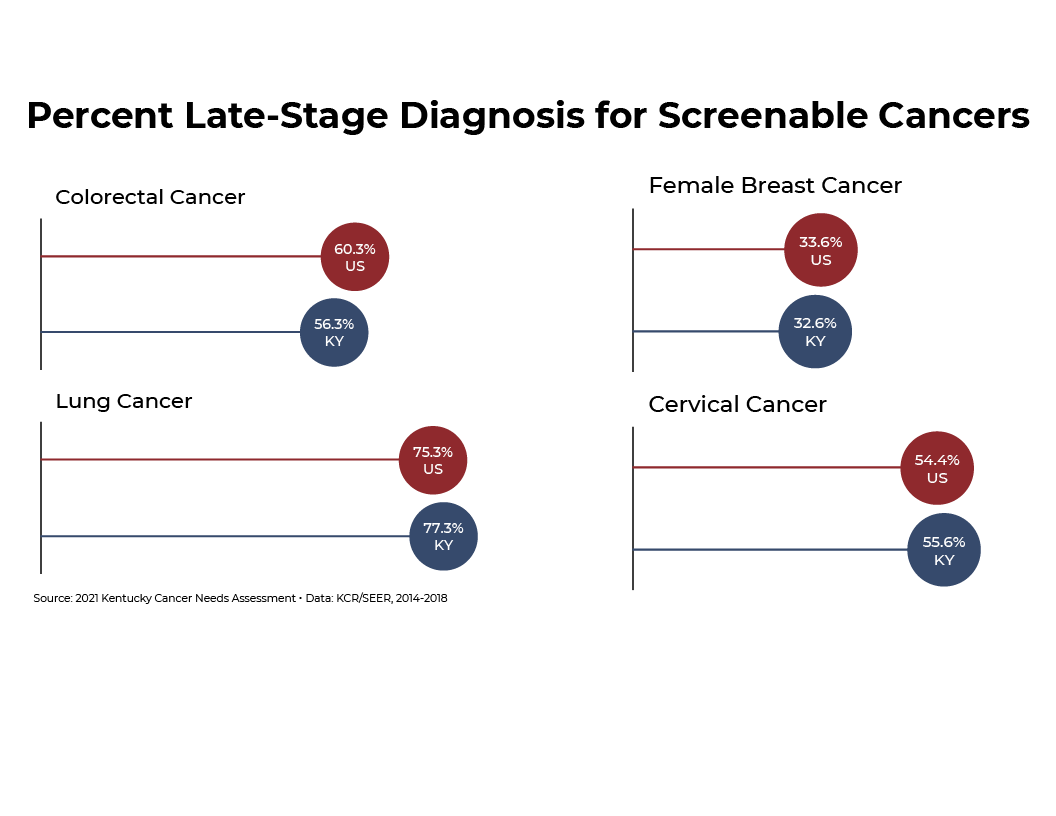 Percent Late-Stage Diagnosis for Screenable Cancers
Colorectal Cancer
60.3%
US
56.3%
KY
Female Breast Cancer
33.6%
US
32.6%
KY
Lung Cancer
75.3%
US
77.3%
KY
Cervical Cancer
54.4%
US
55.6%
KY
Source: 2021 Kentucky Cancer Needs Assessment • Data: KCR/SEER, 2014-2018